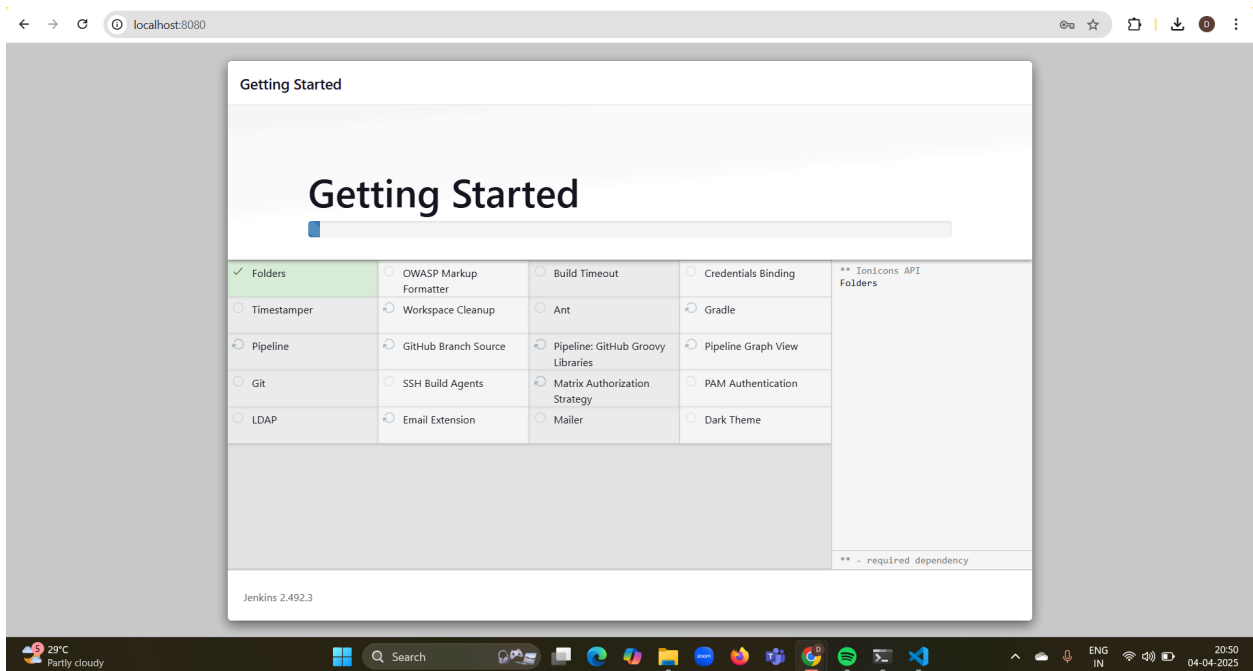 localhost:8080
D
Getting Started
Getting Started
Folders
OWASP Markup
Formatter
Build Timeout
Credentials Binding
Timestamper
Workspace Cleanup
Ant
Gradle
Pipeline
GitHub Branch Source
Pipeline: GitHub Groovy
Libraries
Pipeline Graph View
Git
SSH Build Agents
Matrix Authorization
Strategy
PAM Authentication
LDAP
Email Extension
Mailer
Dark Theme
** Ionicons API
Folders
** - required dependency
Jenkins 2.492.3
5
29°C
Partly cloudy
Search
zoom
D
ENG
IN
20:50
04-04-2025